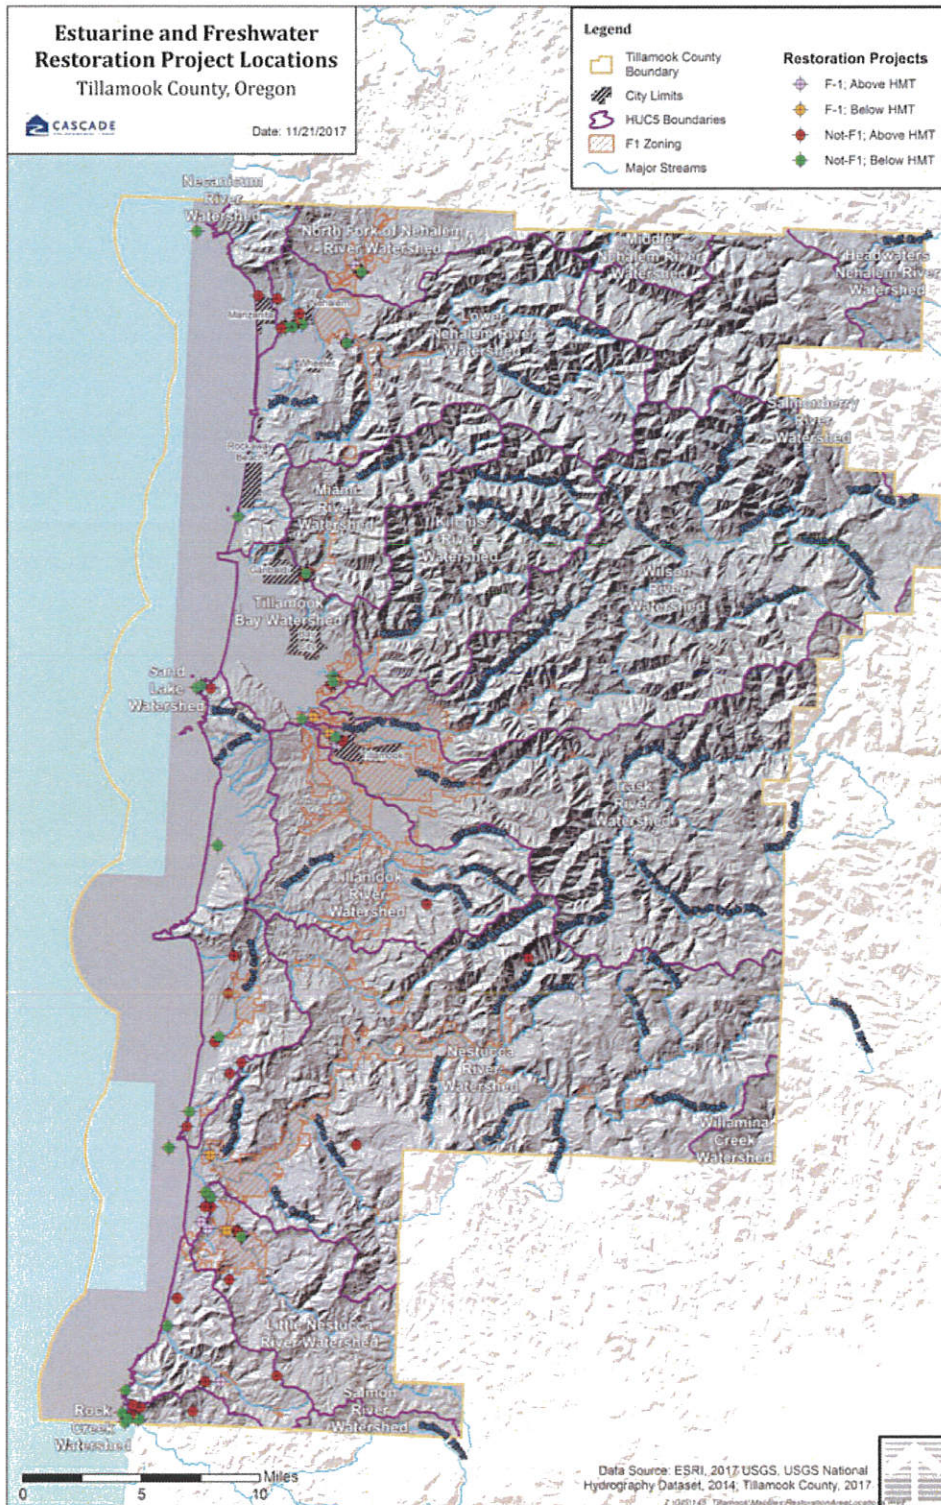 Estuarine and Freshwater
Restoration Project Locations
Tillamook County, Oregon
CASCADE
Date: 11/21/2017
Legend
Tillamook County
Boundary
City Limits
HUC5 Boundaries
F1 Zoning
Major Streams
Restoration Projects
F-1; Above HMT
F-1; Below HMT
Not-F1; Above HMT
Not-F1; Below HMT
Necanicum
River
Watershed
North Fork of Nehalem
River Watershed
Middle
Nehalem River
Watershed
Headwaters
Nehalem River
Watershed
Manzanita
Nehalem
Lower
Nehalem River
Watershed
Wheeler
Salmonberry
River
Watershed
Rockaway
Beach
Miami
River
Watershed
Kilchis
River
Watershed
Garibaldi
Wilson
River
Watershed
Tillamook
Bay Watershed
Sand
Lake
Watershed
Tillamook
Trask
River
Watershed
Tillamook
River
Watershed
Nestucca
River
Watershed
Willamina
Creek
Watershed
Little Nestucca
River Watershed
Salmon
River
Watershed
Rock
Creek
Watershed
Miles
0 5 10
Data Source: ESRI, 2017 USGS, USGS National
Hydrography Dataset, 2014; Tillamook County, 2017